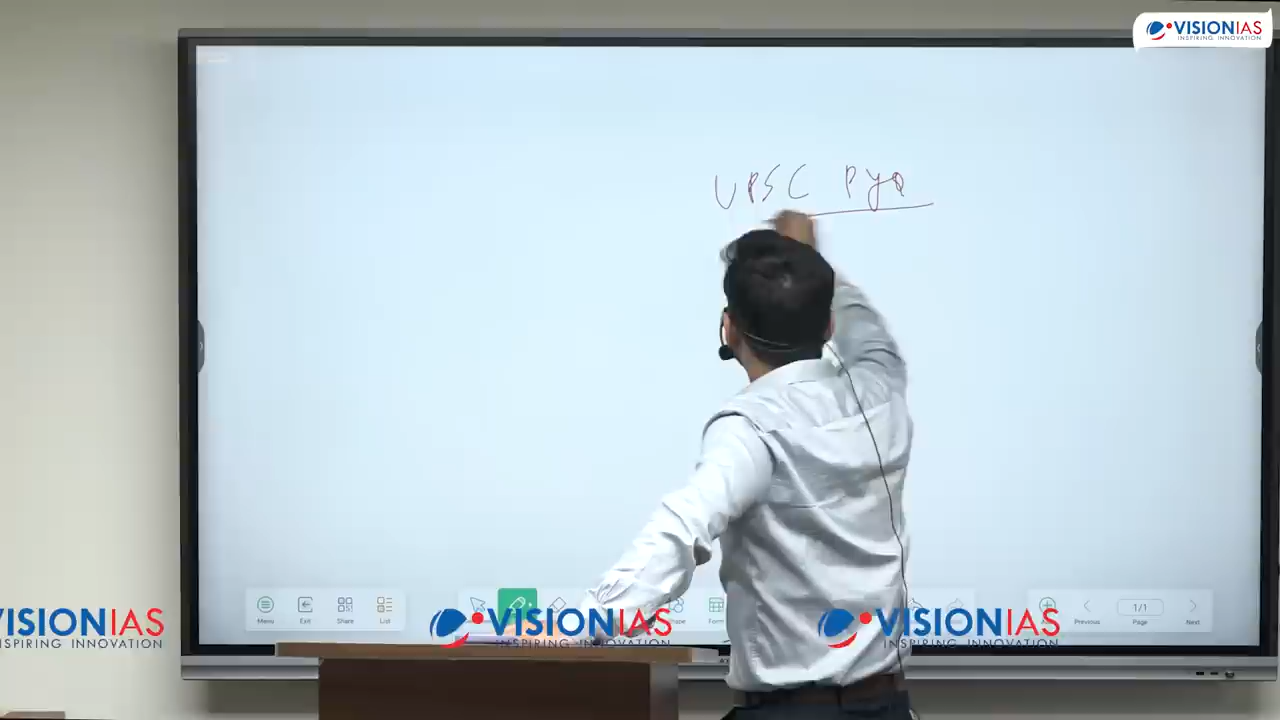 VISIONIAS
INSPIRING INNOVATION
UPSC PYQ
Menu
Exit
Share
List
Form
1/1
Previous
Page
Next
VISIONIAS
INSPIRING INNOVATION
VISIONIAS
INSPIRING INNOVATION
VISIONIAS
INSPIRING INNOVATION